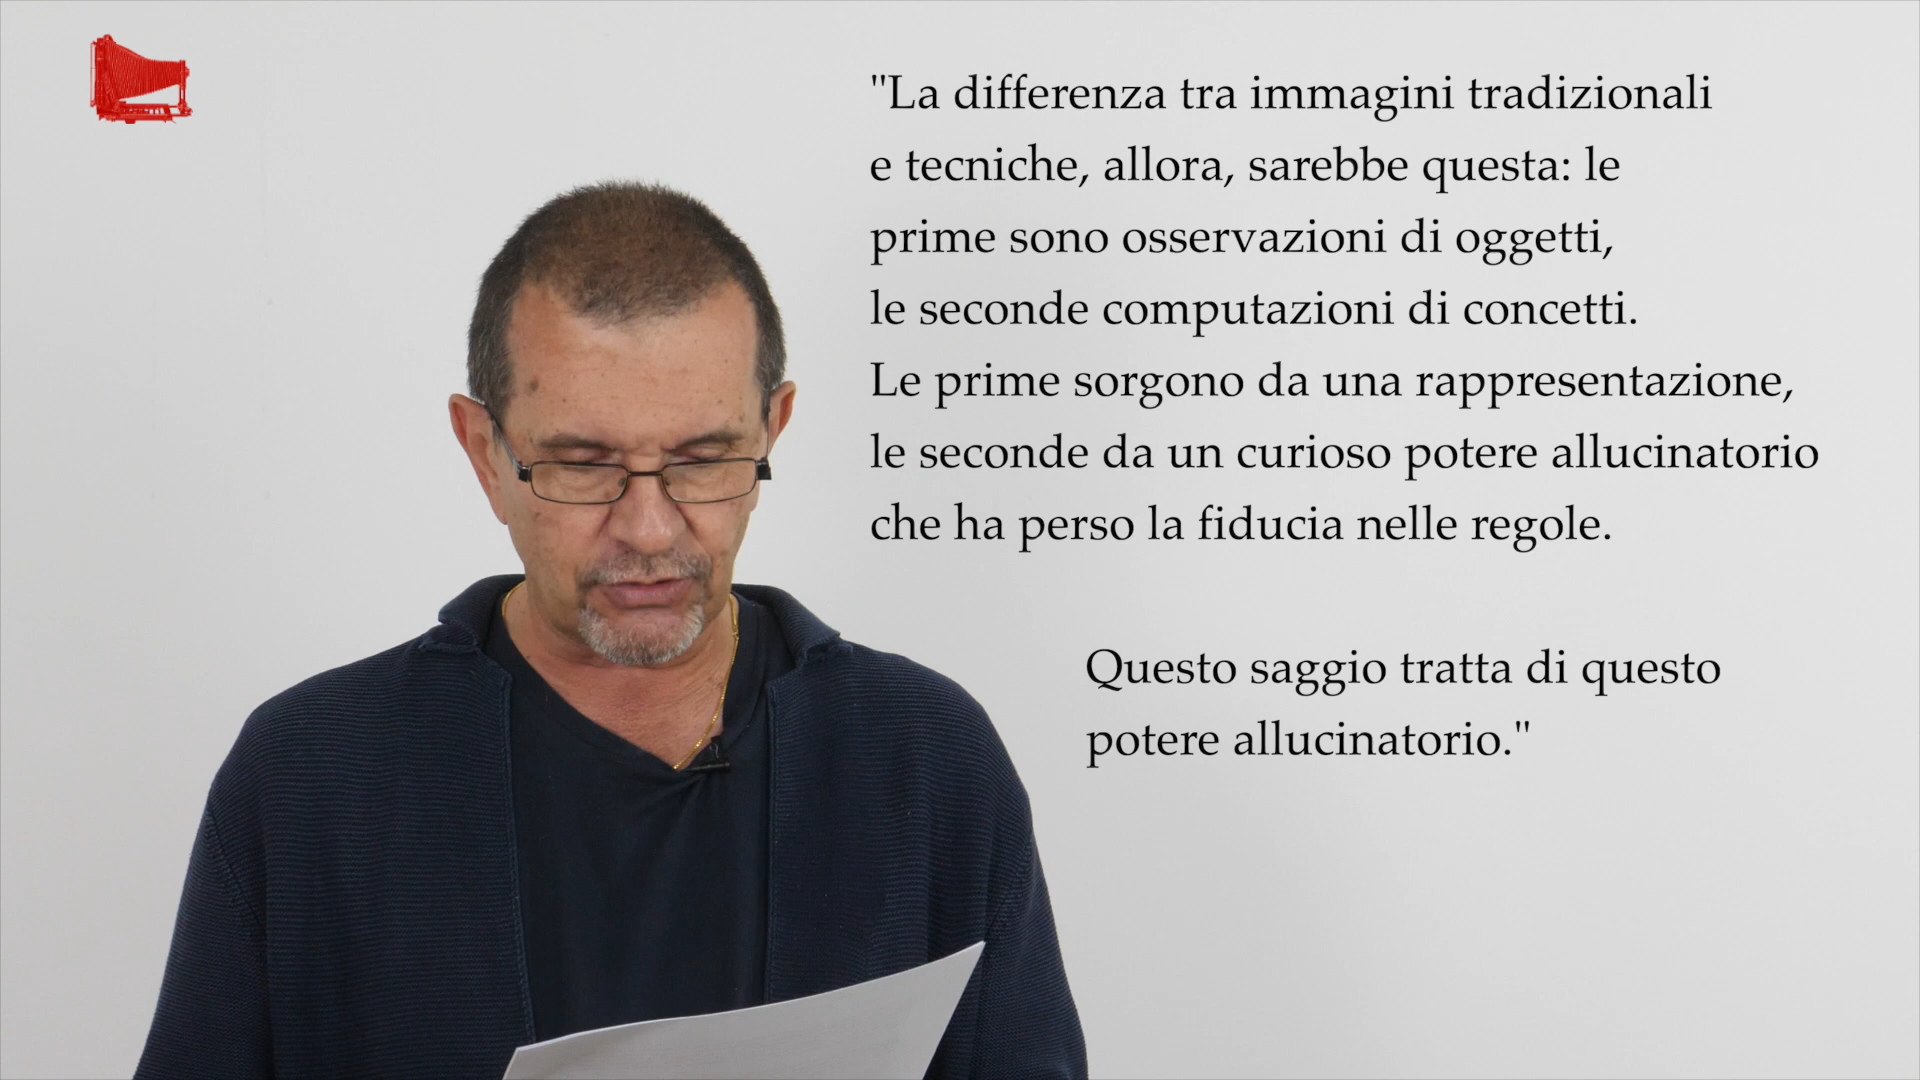 "La differenza tra immagini tradizionali
e tecniche, allora, sarebbe questa: le
prime sono osservazioni di oggetti,
le seconde computazioni di concetti.
Le prime sorgono da una rappresentazione,
le seconde da un curioso potere allucinatorio
che ha perso la fiducia nelle regole.
Questo saggio tratta di questo
potere allucinatorio."